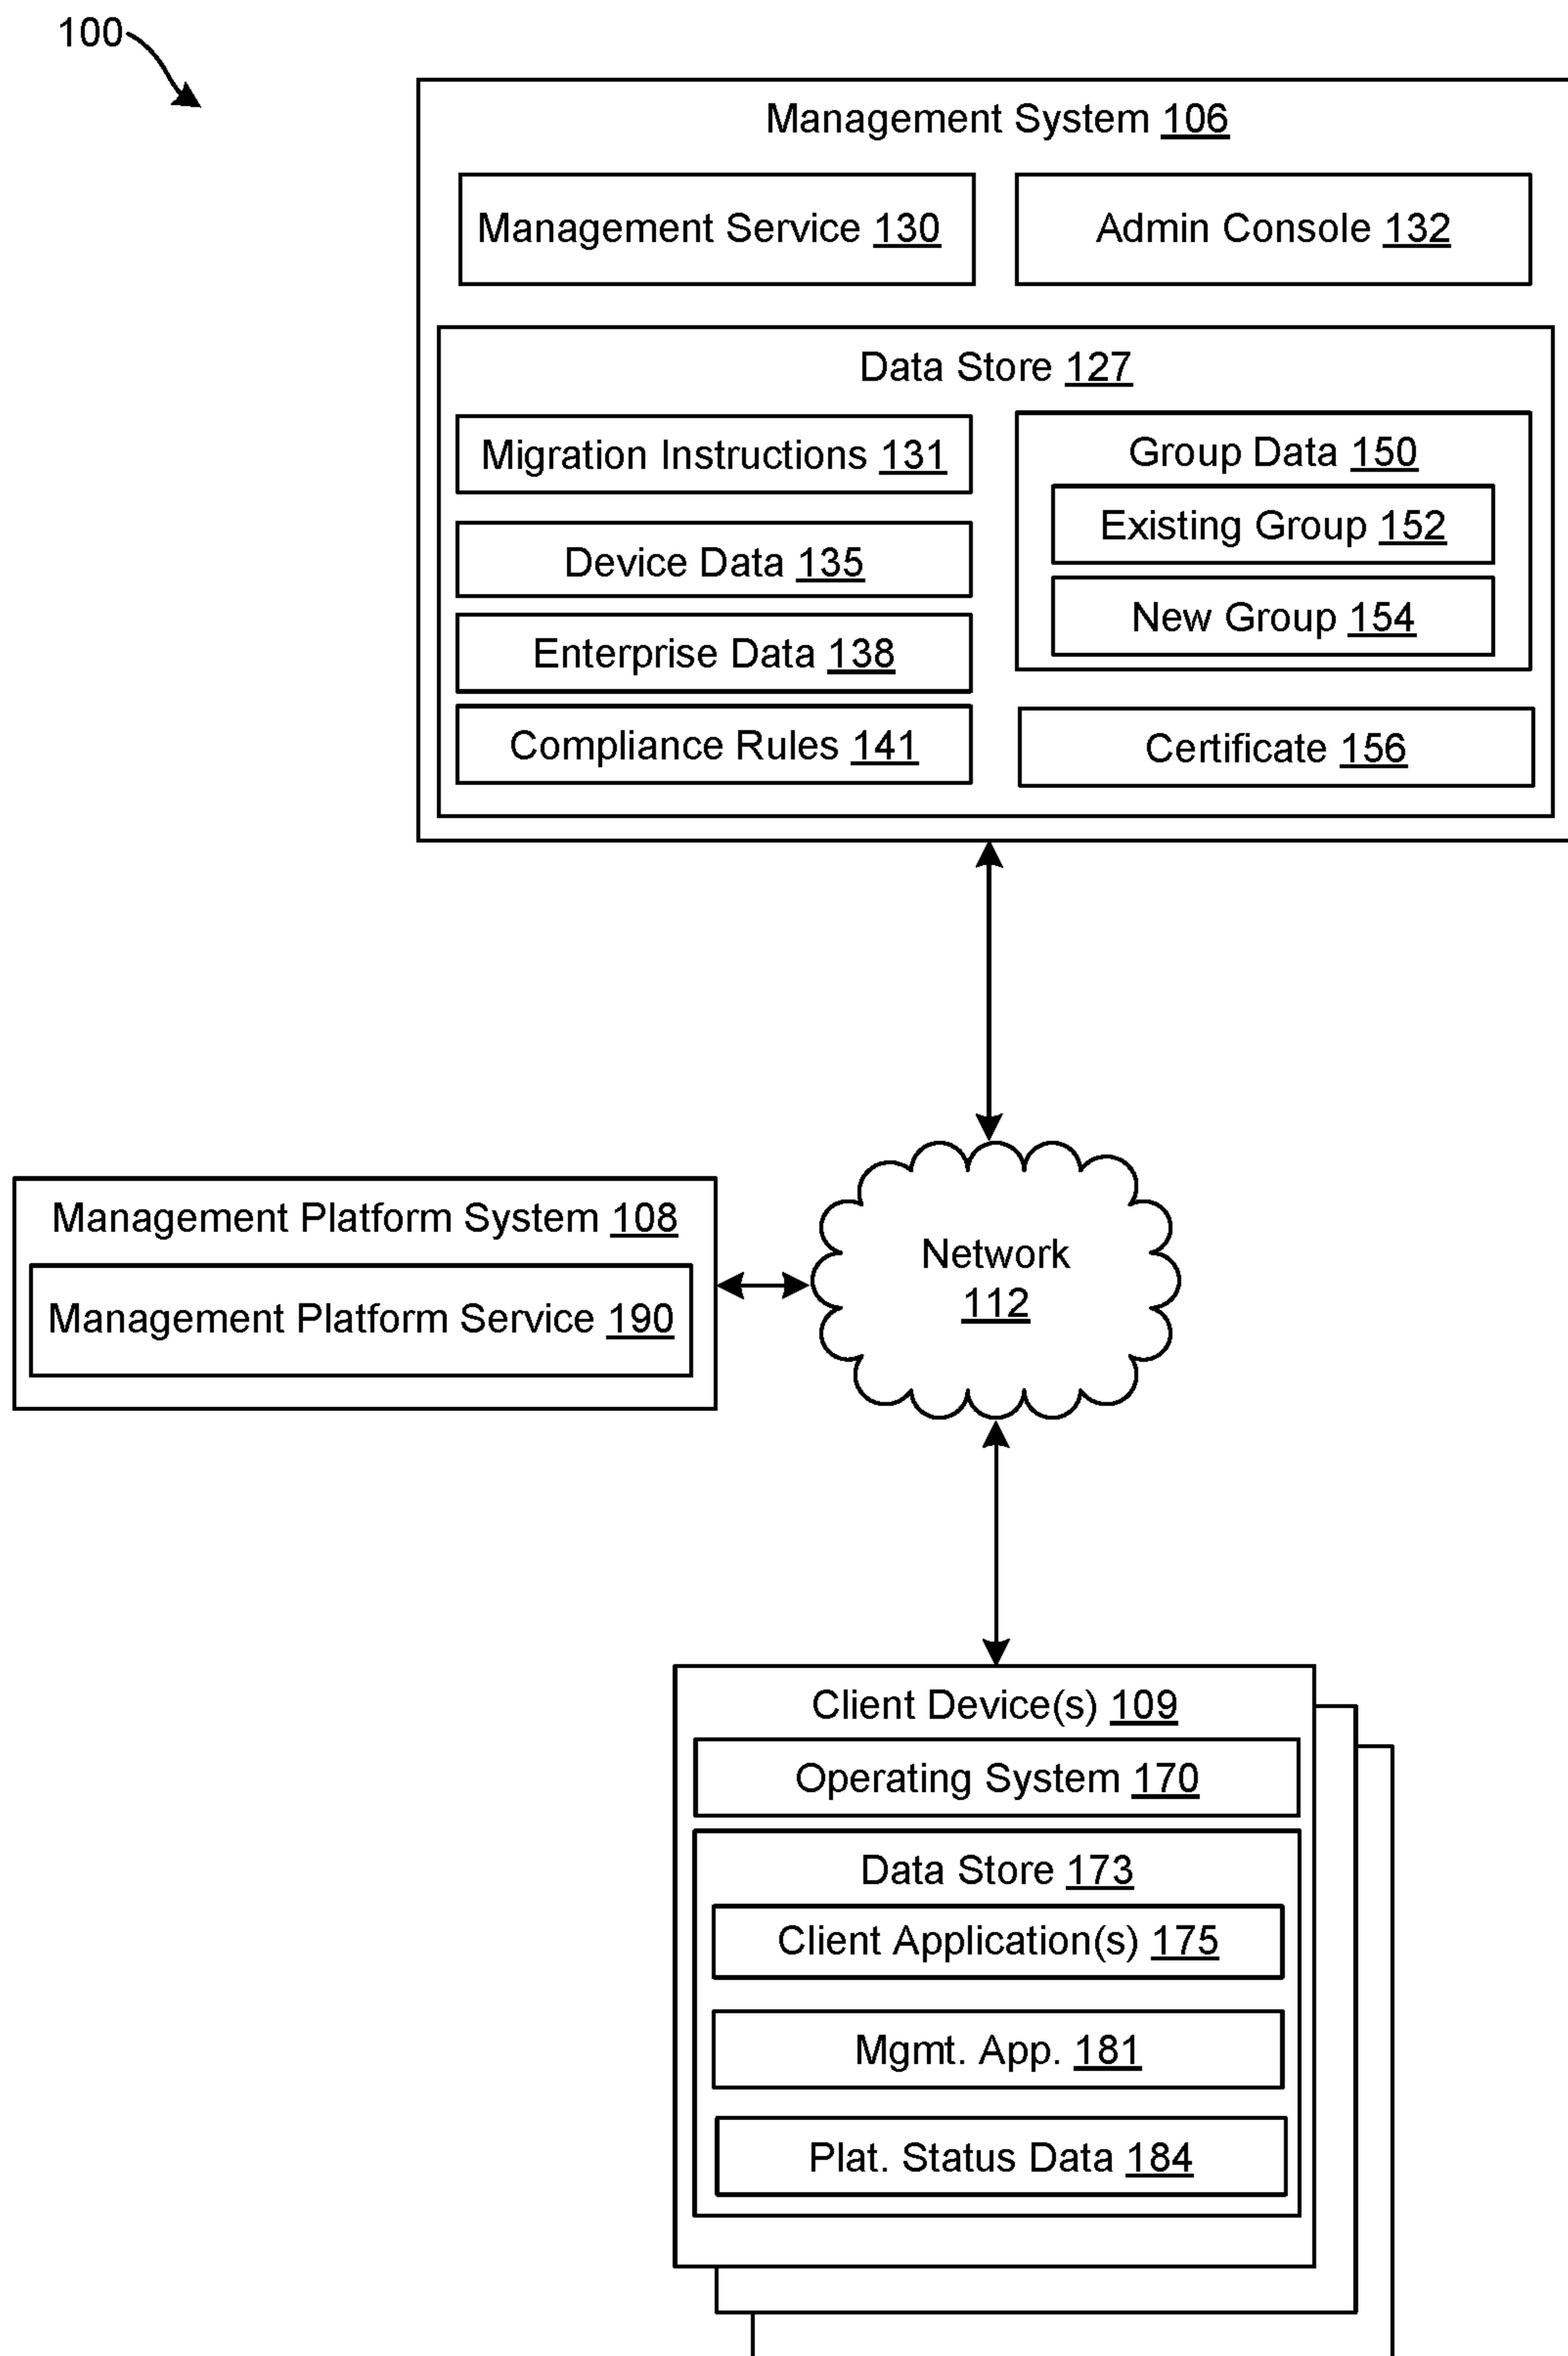 100
Management System 106
Management Service 130
Admin Console 132
Data Store 127
Migration Instructions 131
Device Data 135
Enterprise Data 138
Compliance Rules 141
Group Data 150
Existing Group 152
New Group 154
Certificate 156
Management Platform System 108
Management Platform Service 190
Network
112
Client Device(s) 109
Operating System 170
Data Store 173
Client Application(s) 175
Mgmt. App. 181
Plat. Status Data 184